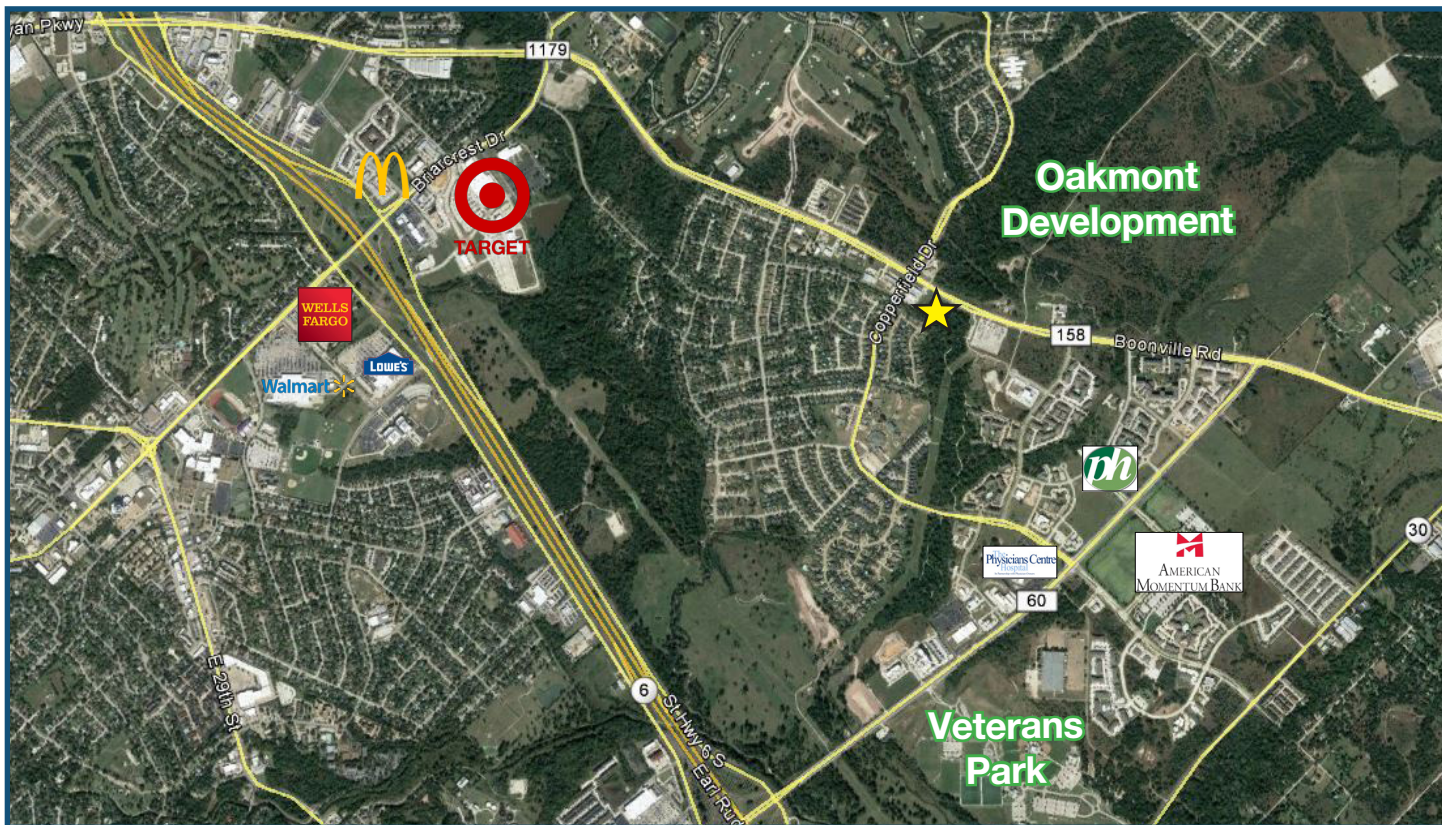 yan Pkwy
1179
Briarcrest Dr
TARGET
Oakmont
Development
Copperfield Dr
WELLS
FARGO
LOWE'S
Walmart
158
Boonville Rd
ph
30
The
Physicians Centre
Hospital
AMERICAN
MOMENTUM BANK
60
E 29th St
6
St Hwy 6 S
Earl Rud
Veterans
Park